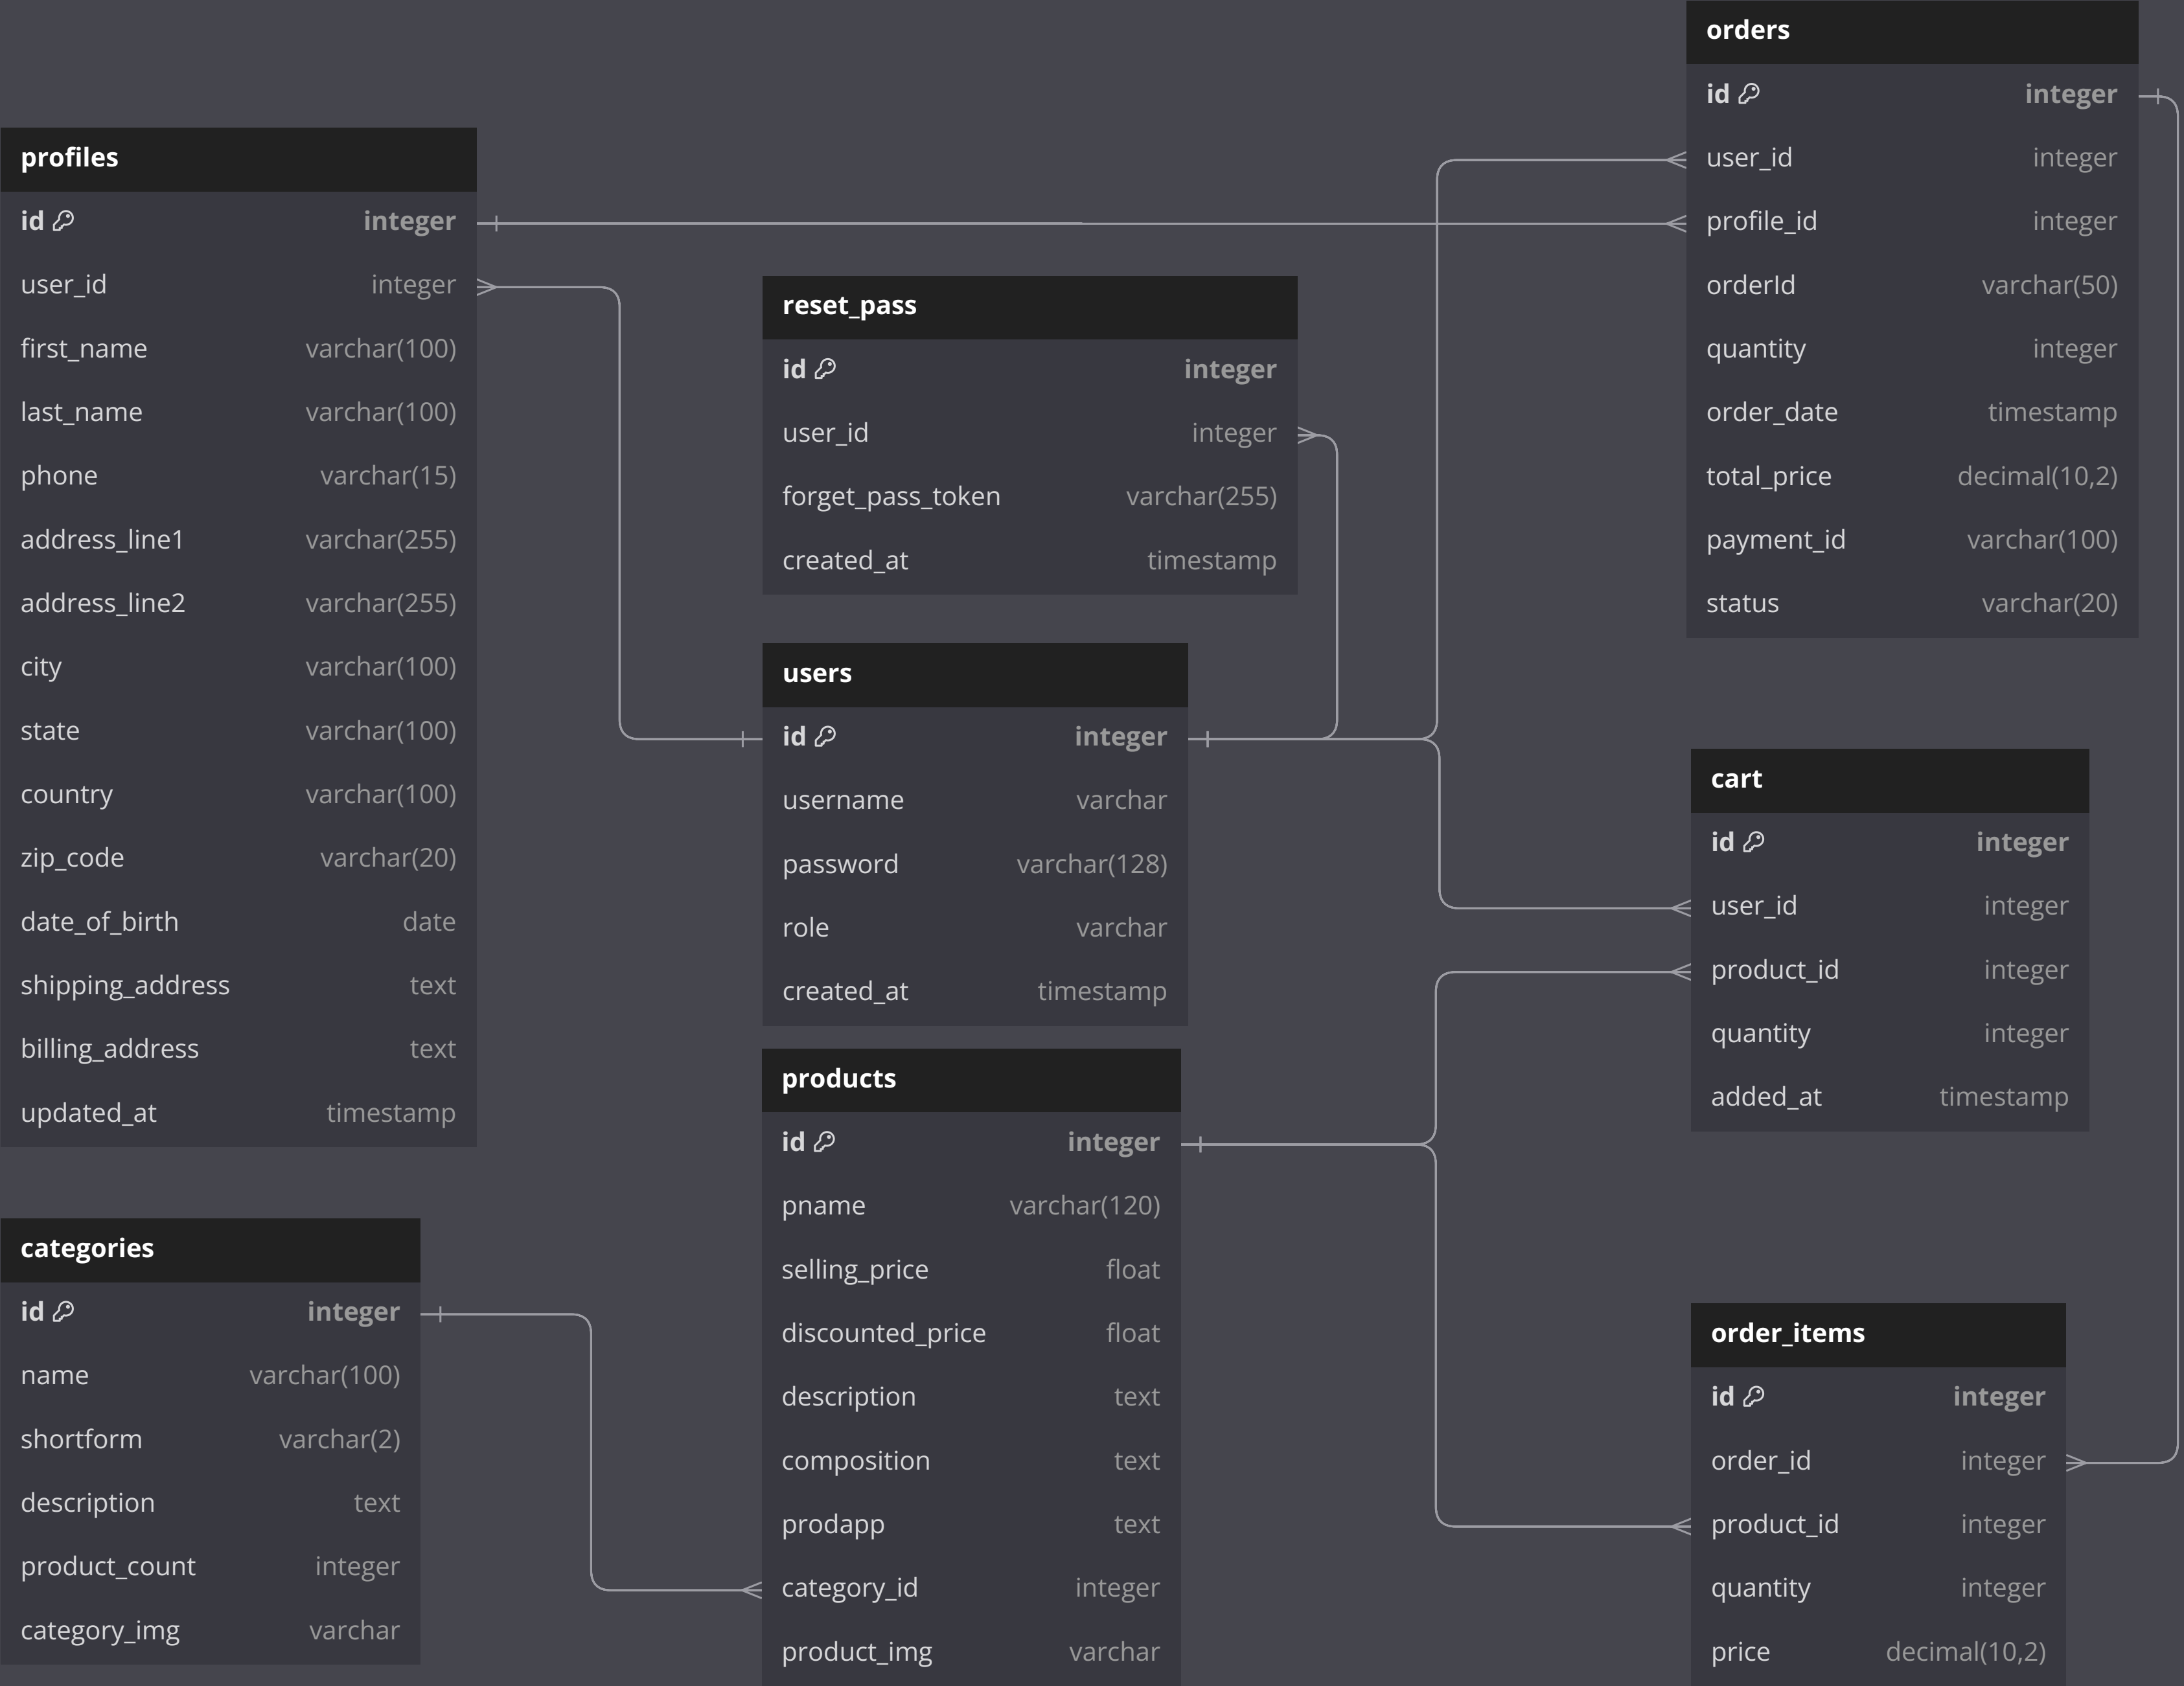 profiles
id integer
user_id integer
first_name varchar(100)
last_name varchar(100)
phone varchar(15)
address_line1 varchar(255)
address_line2 varchar(255)
city varchar(100)
state varchar(100)
country varchar(100)
zip_code varchar(20)
date_of_birth date
shipping_address text
billing_address text
updated_at timestamp
categories
id integer
name varchar(100)
shortform varchar(2)
description text
product_count integer
category_img varchar
reset_pass
id integer
user_id integer
forget_pass_token varchar(255)
created_at timestamp
users
id integer
username varchar
password varchar(128)
role varchar
created_at timestamp
products
id integer
pname varchar(120)
selling_price float
discounted_price float
description text
composition text
prodapp text
category_id integer
product_img varchar
orders
id integer
user_id integer
profile_id integer
orderId varchar(50)
quantity integer
order_date timestamp
total_price decimal(10,2)
payment_id varchar(100)
status varchar(20)
cart
id integer
user_id integer
product_id integer
quantity integer
added_at timestamp
order_items
id integer
order_id integer
product_id integer
quantity integer
price decimal(10,2)